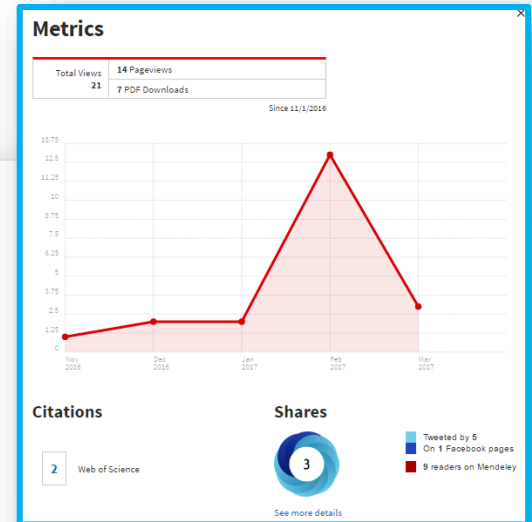 ×
Metrics
Total Views
21
14 Pageviews
7 PDF Downloads
Since 11/1/2016
13.75
12.5
11.25
10
8.75
7.5
6.25
5
3.75
2.5
1.25
0
Nov
2016
Dec
2016
Jan
2017
Feb
2017
Mar
2017
Citations
2 Web of Science
Shares
3
Tweeted by 5
On 1 Facebook pages
9 readers on Mendeley
See more details